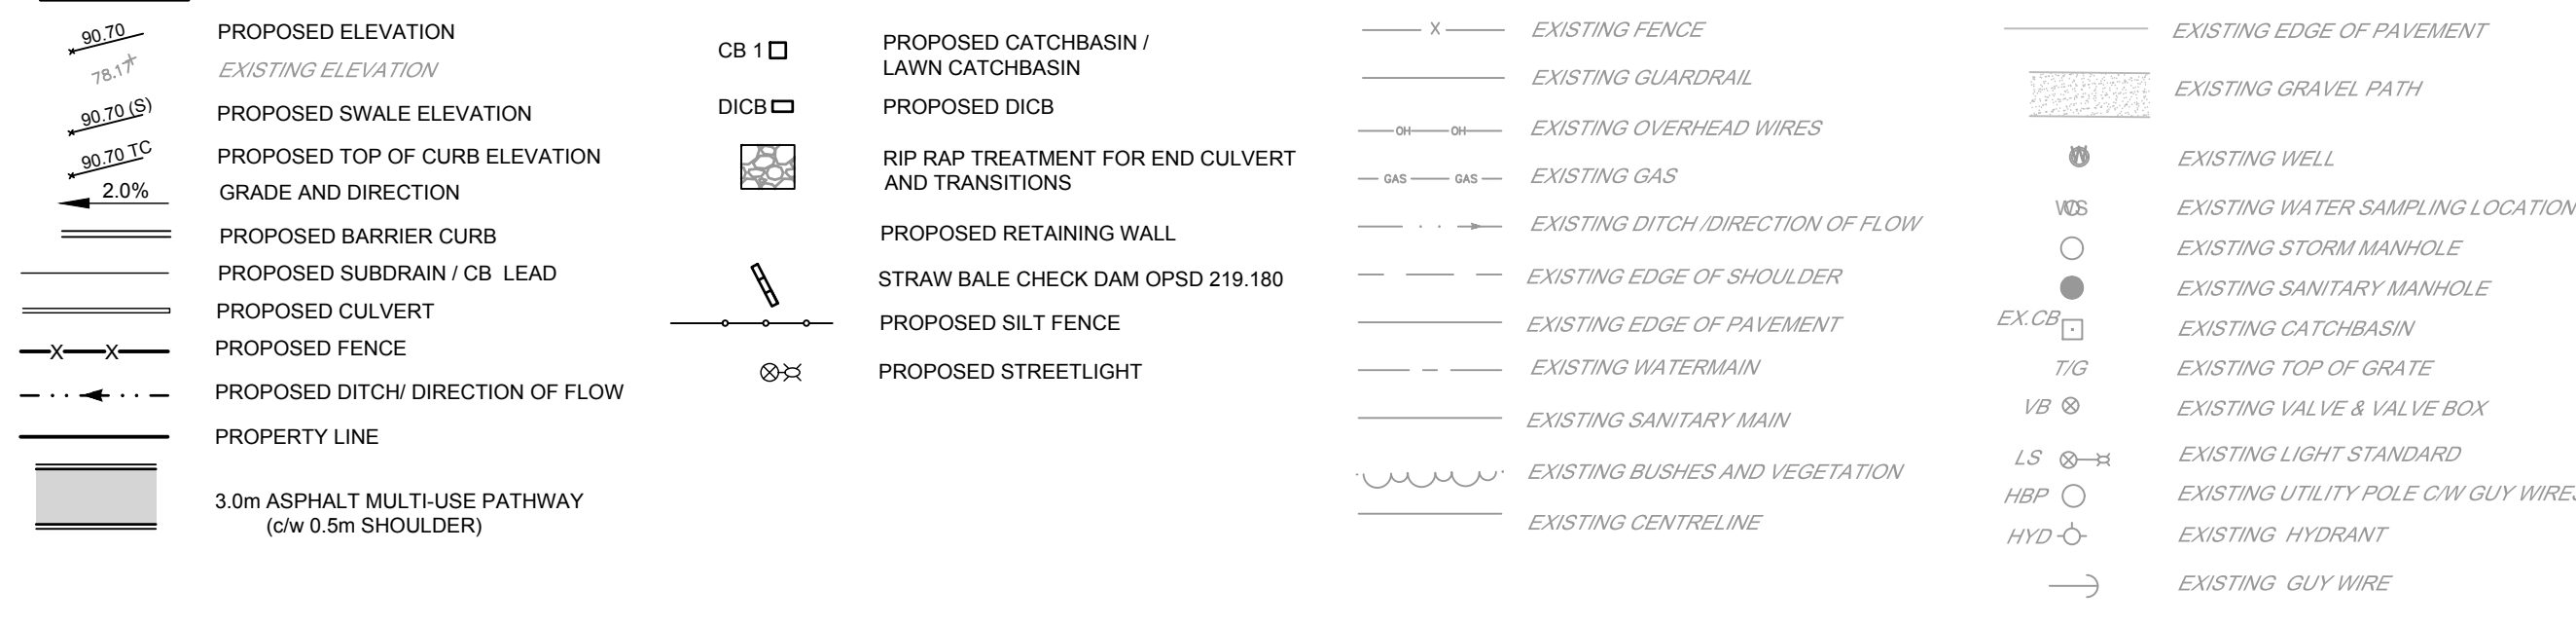 90.70 PROPOSED ELEVATION
78.17 EXISTING ELEVATION
90.70 (S) PROPOSED SWALE ELEVATION
90.70 TC PROPOSED TOP OF CURB ELEVATION
2.0% GRADE AND DIRECTION
PROPOSED BARRIER CURB
PROPOSED SUBDRAIN / CB LEAD
PROPOSED CULVERT
X X PROPOSED FENCE
PROPOSED DITCH/ DIRECTION OF FLOW
PROPERTY LINE
3.0m ASPHALT MULTI-USE PATHWAY
(c/w 0.5m SHOULDER)
CB 1 PROPOSED CATCHBASIN /
LAWN CATCHBASIN
DICB PROPOSED DICB
RIP RAP TREATMENT FOR END CULVERT
AND TRANSITIONS
PROPOSED RETAINING WALL
STRAW BALE CHECK DAM OPSD 219.180
PROPOSED SILT FENCE
PROPOSED STREETLIGHT
X EXISTING FENCE
EXISTING GUARDRAIL
OH OH EXISTING OVERHEAD WIRES
GAS GAS EXISTING GAS
EXISTING DITCH /DIRECTION OF FLOW
EXISTING EDGE OF SHOULDER
EXISTING EDGE OF PAVEMENT
EXISTING WATERMAIN
EXISTING SANITARY MAIN
EXISTING BUSHES AND VEGETATION
EXISTING CENTRELINE
EXISTING EDGE OF PAVEMENT
EXISTING GRAVEL PATH
W EXISTING WELL
EXISTING WATER SAMPLING LOCATION
EXISTING STORM MANHOLE
EXISTING SANITARY MANHOLE
EX.CB EXISTING CATCHBASIN
T/G EXISTING TOP OF GRATE
VB EXISTING VALVE & VALVE BOX
LS EXISTING LIGHT STANDARD
HBP EXISTING UTILITY POLE C/W GUY WIRES
HYD EXISTING HYDRANT
EXISTING GUY WIRE